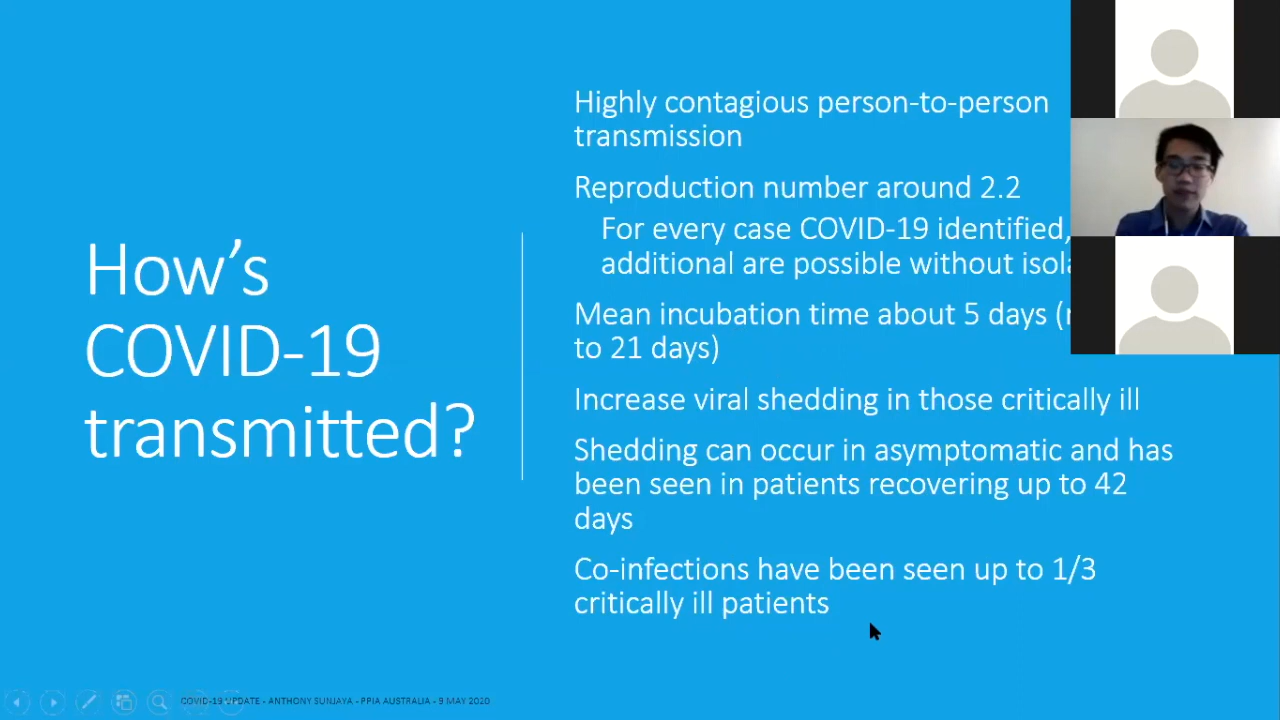 How's
COVID-19
transmitted?
Highly contagious person-to-person
transmission
Reproduction number around 2.2
For every case COVID-19 identified,
additional are possible without
Mean incubation time about 5 days
to 21 days)
Increase viral shedding in those critically ill
Shedding can occur in asymptomatic and has
been seen in patients recovering up to 42
days
Co-infections have been seen up to 1/3
critically ill patients
COVID-19 UPDATE - ANTHONY SUNJAYA - PPIA AUSTRALIA - 9 MAY 2020